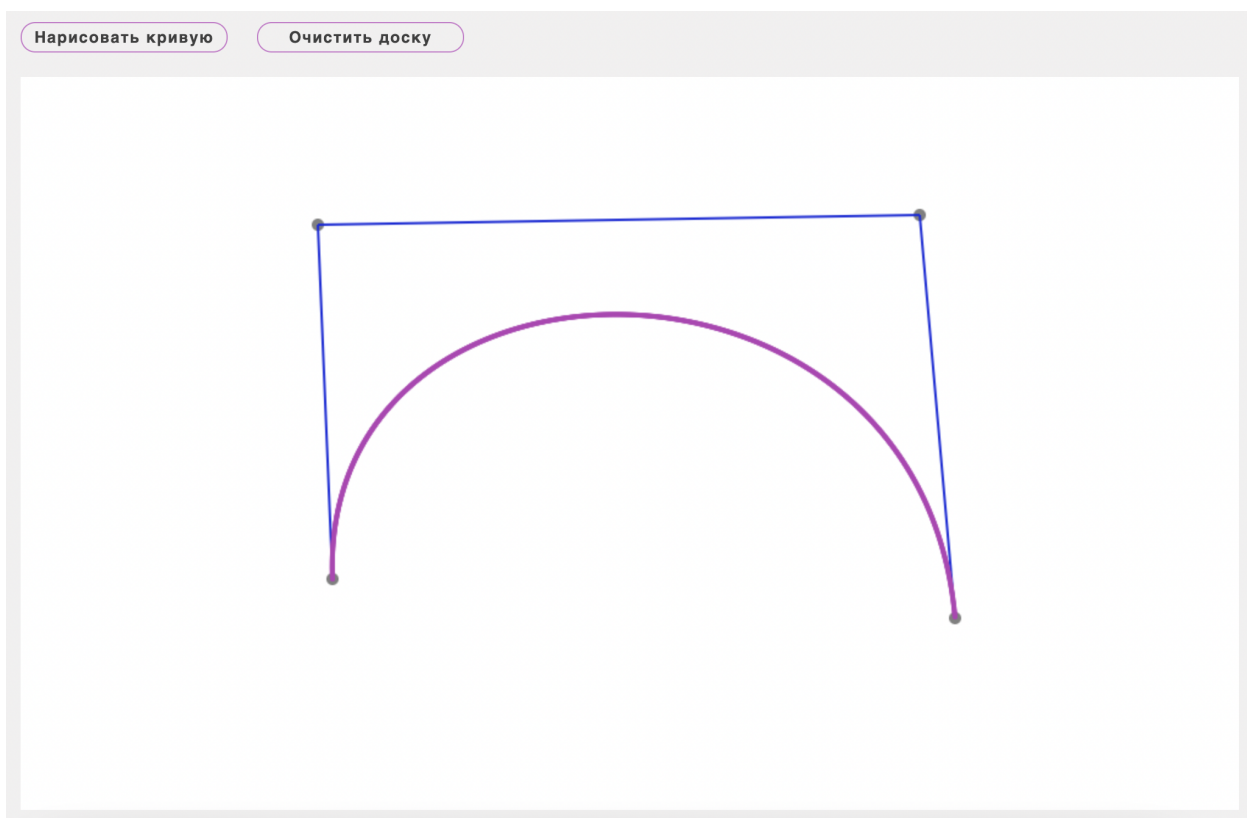 Нарисовать кривую
Очистить доску